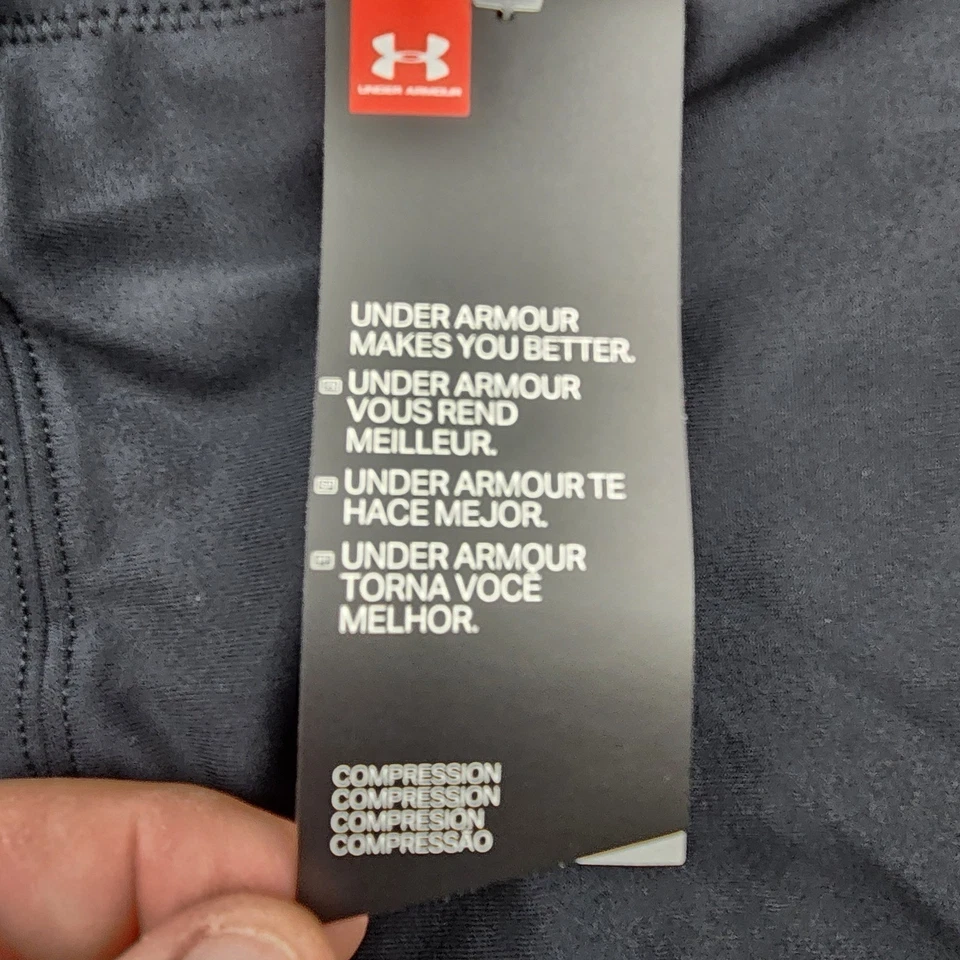 UNDER ARMOUR
UNDER ARMOUR
MAKES YOU BETTER.
UNDER ARMOUR
VOUS REND
MEILLEUR.
UNDER ARMOUR TE
HACE MEJOR.
UNDER ARMOUR
TORNA VOCÊ
MELHOR.
COMPRESSION
COMPRESSION
COMPRESIÓN
COMPRESSÃO